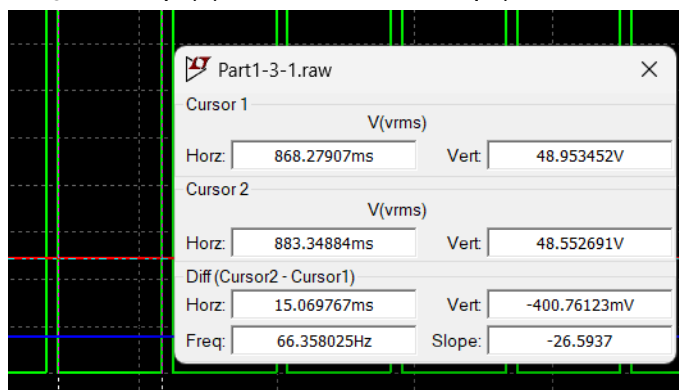 Part1-3-1.raw
Cursor 1
V(vrms)
Horz: 868.27907ms Vert: 48.953452V
Cursor 2
V(vrms)
Horz: 883.34884ms Vert: 48.552691V
Diff (Cursor2 - Cursor1)
Horz: 15.069767ms Vert: -400.76123mV
Freq: 66.358025Hz Slope: -26.5937